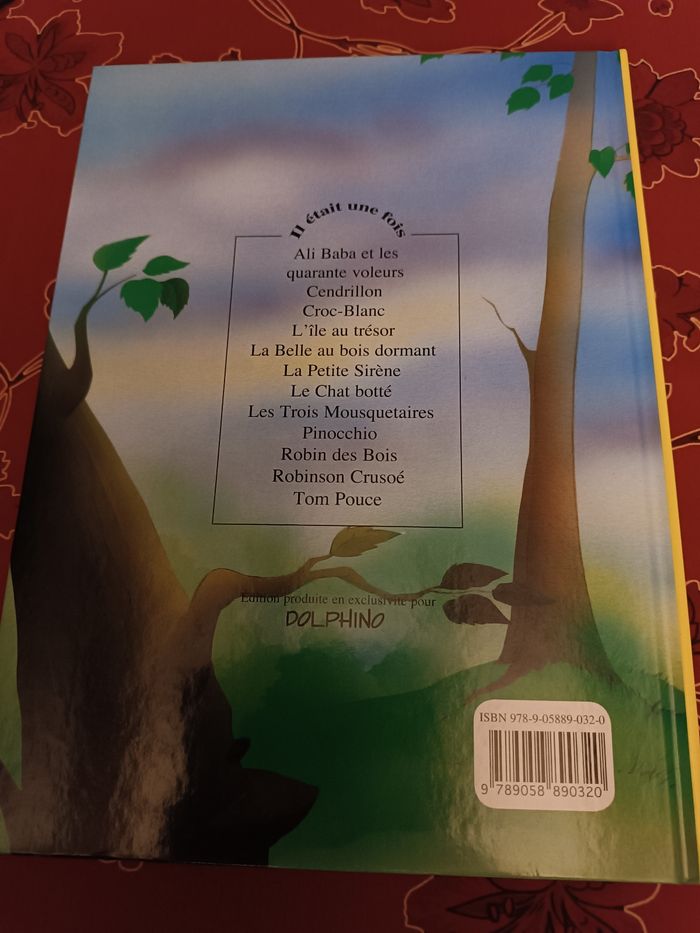 Il était une fois
Ali Baba et les
quarante voleurs
Cendrillon
Croc-Blanc
L'île au trésor
La Belle au bois dormant
La Petite Sirène
Le Chat botté
Les Trois Mousquetaires
Pinocchio
Robin des Bois
Robinson Crusoé
Tom Pouce
Édition produite en exclusivité pour
DOLPHINO
ISBN 978-9-05889-032-0
9 789058 890320